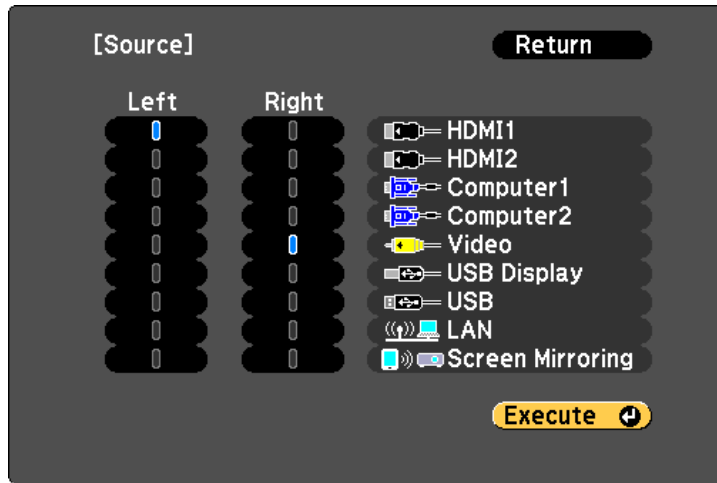 [Source] Return
Left Right
HDMI1
HDMI2
Computer1
Computer2
Video
USB Display
USB
LAN
Screen Mirroring
Execute